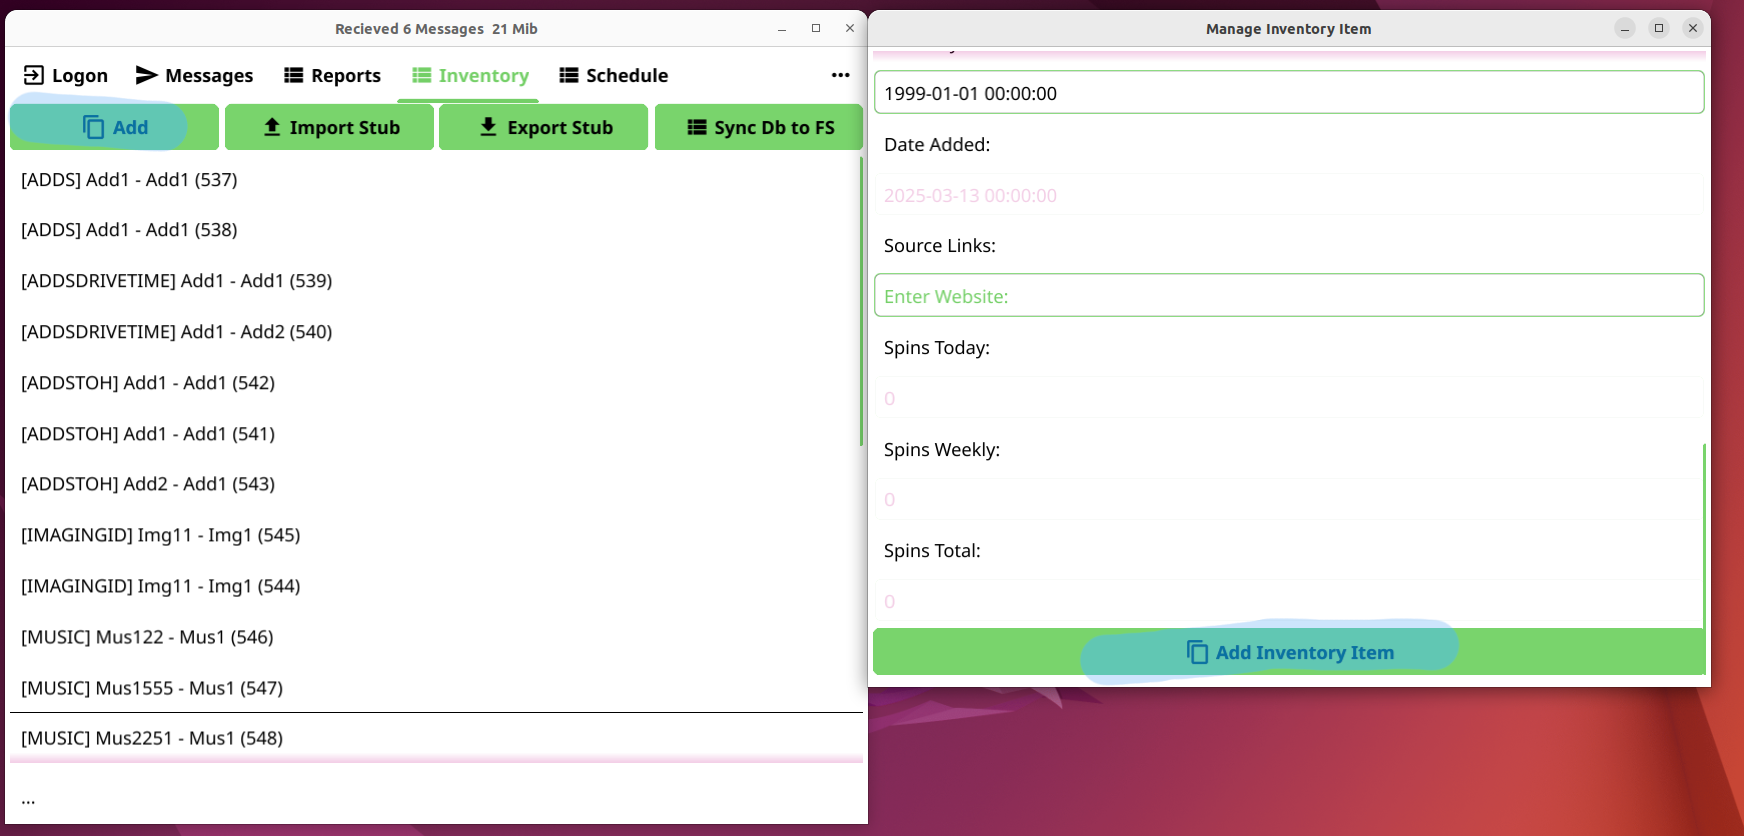 Recieved 6 Messages 21 Mib
Logon Messages Reports Inventory Schedule ...
Add Import Stub Export Stub Sync Db to FS
[ADDS] Add1 - Add1 (537)
[ADDS] Add1 - Add1 (538)
[ADDSDRIVETIME] Add1 - Add1 (539)
[ADDSDRIVETIME] Add1 - Add2 (540)
[ADDSTOH] Add1 - Add1 (542)
[ADDSTOH] Add1 - Add1 (541)
[ADDSTOH] Add2 - Add1 (543)
[IMAGINGID] Img11 - Img1 (545)
[IMAGINGID] Img11 - Img1 (544)
[MUSIC] Mus122 - Mus1 (546)
[MUSIC] Mus1555 - Mus1 (547)
[MUSIC] Mus2251 - Mus1 (548)
...
Manage Inventory Item
1999-01-01 00:00:00
Date Added:
2025-03-13 00:00:00
Source Links:
Enter Website:
Spins Today:
0
Spins Weekly:
0
Spins Total:
0
Add Inventory Item